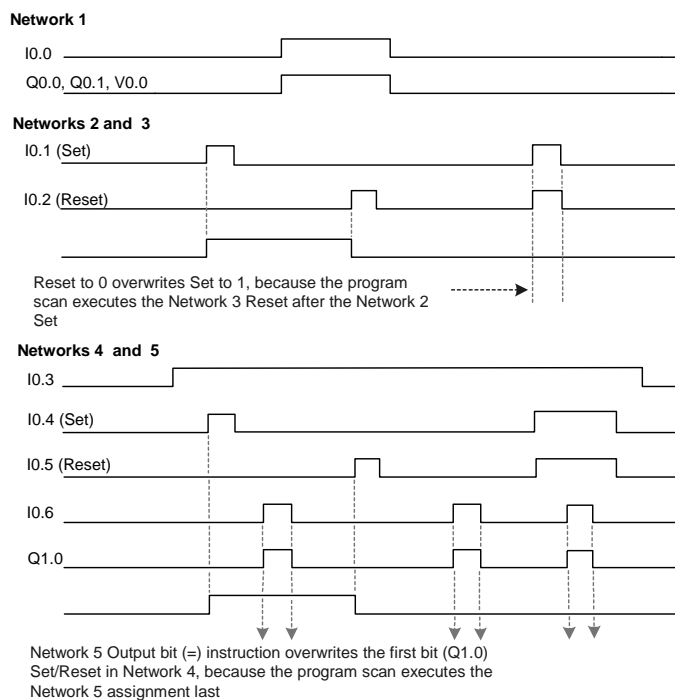 Network 1
I0.0
Q0.0, Q0.1, V0.0
Networks 2 and 3
I0.1 (Set)
I0.2 (Reset)
Reset to 0 overwrites Set to 1, because the program
scan executes the Network 3 Reset after the Network 2
Set
Networks 4 and 5
I0.3
I0.4 (Set)
I0.5 (Reset)
I0.6
Q1.0
Network 5 Output bit (=) instruction overwrites the first bit (Q1.0)
Set/Reset in Network 4, because the program scan executes the
Network 5 assignment last